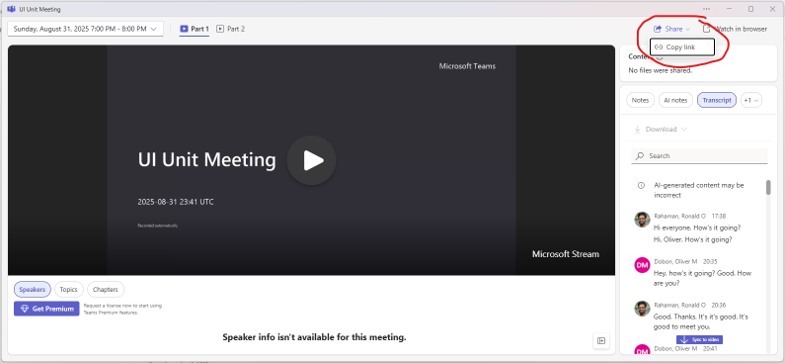 UI Unit Meeting
Sunday, August 31, 2025 7:00 PM - 8:00 PM
Part 1
Part 2
Share
Watch in browser
Copy link
No files were shared.
Microsoft Teams
UI Unit Meeting
2025-08-31 23:41 UTC
Recorded automatically
Microsoft Stream
Notes
AI notes
Transcript
+1
Download
Search
AI-generated content may be
incorrect
Rahaman, Ronald O 17:38
Hi everyone. How's it going?
Hi, Oliver. How's it going?
DM
Dobon, Oliver M 20:35
Hey, how's it going? Good. How
are you?
Rahaman, Ronald O 20:36
Good. Thanks. It's it's good. It's
good to meet you.
Sync to video
DM
Dobon, Oliver M 20:41
Speakers
Topics
Chapters
Get Premium
Request a license now to start using
Teams Premium features.
Speaker info isn't available for this meeting.